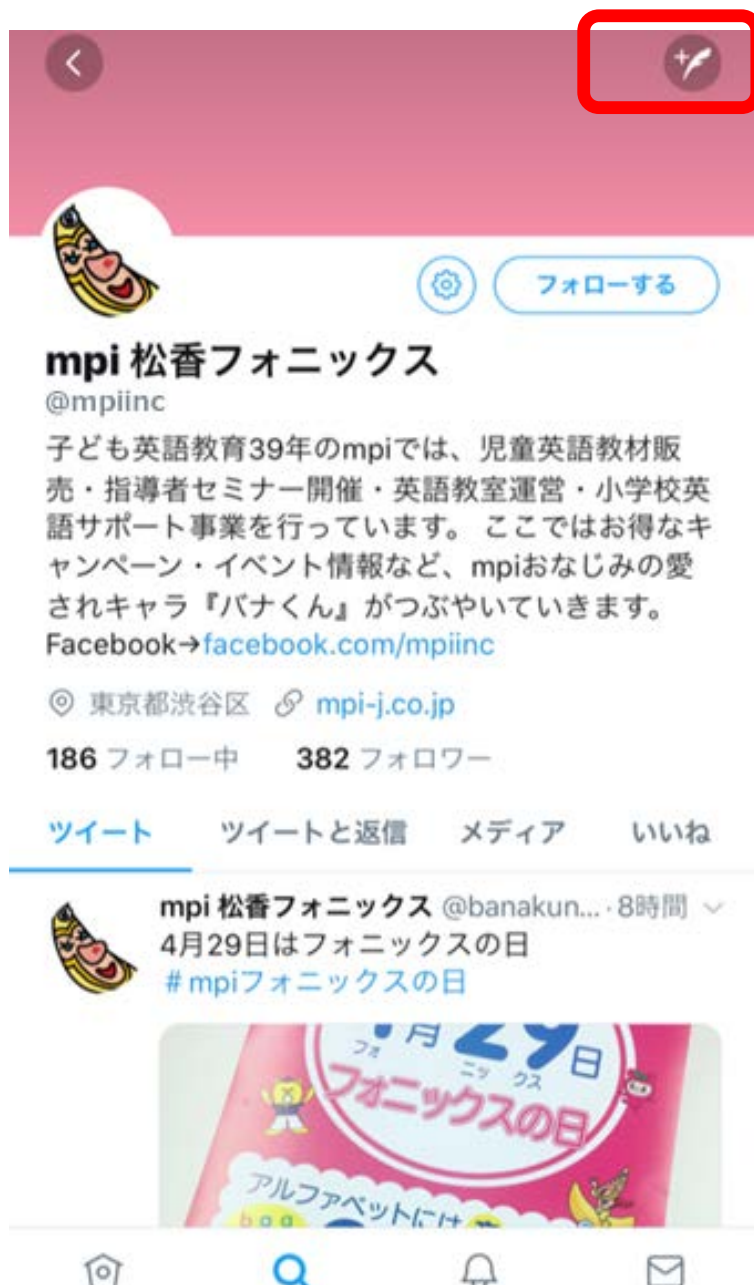 フォローする
mpi 松香フォニックス
@mpiinc
子ども英語教育39年のmpiでは、児童英語教材販
売・指導者セミナー開催・英語教室運営・小学校英
語サポート事業を行っています。 ここではお得なキ
ャンペーン・イベント情報など、mpiおなじみの愛
されキャラ『バナくん』がつぶやいていきます。
Facebook→facebook.com/mpiinc
東京都渋谷区 mpi-j.co.jp
186 フォロー中 382 フォロワー
ツイート ツイートと返信 メディア いいね
mpi 松香フォニックス @banakun... · 8時間
4月29日はフォニックスの日
#mpiフォニックスの日
月29日
フォ ニッ クス
フォニックスの日
アルファベットには